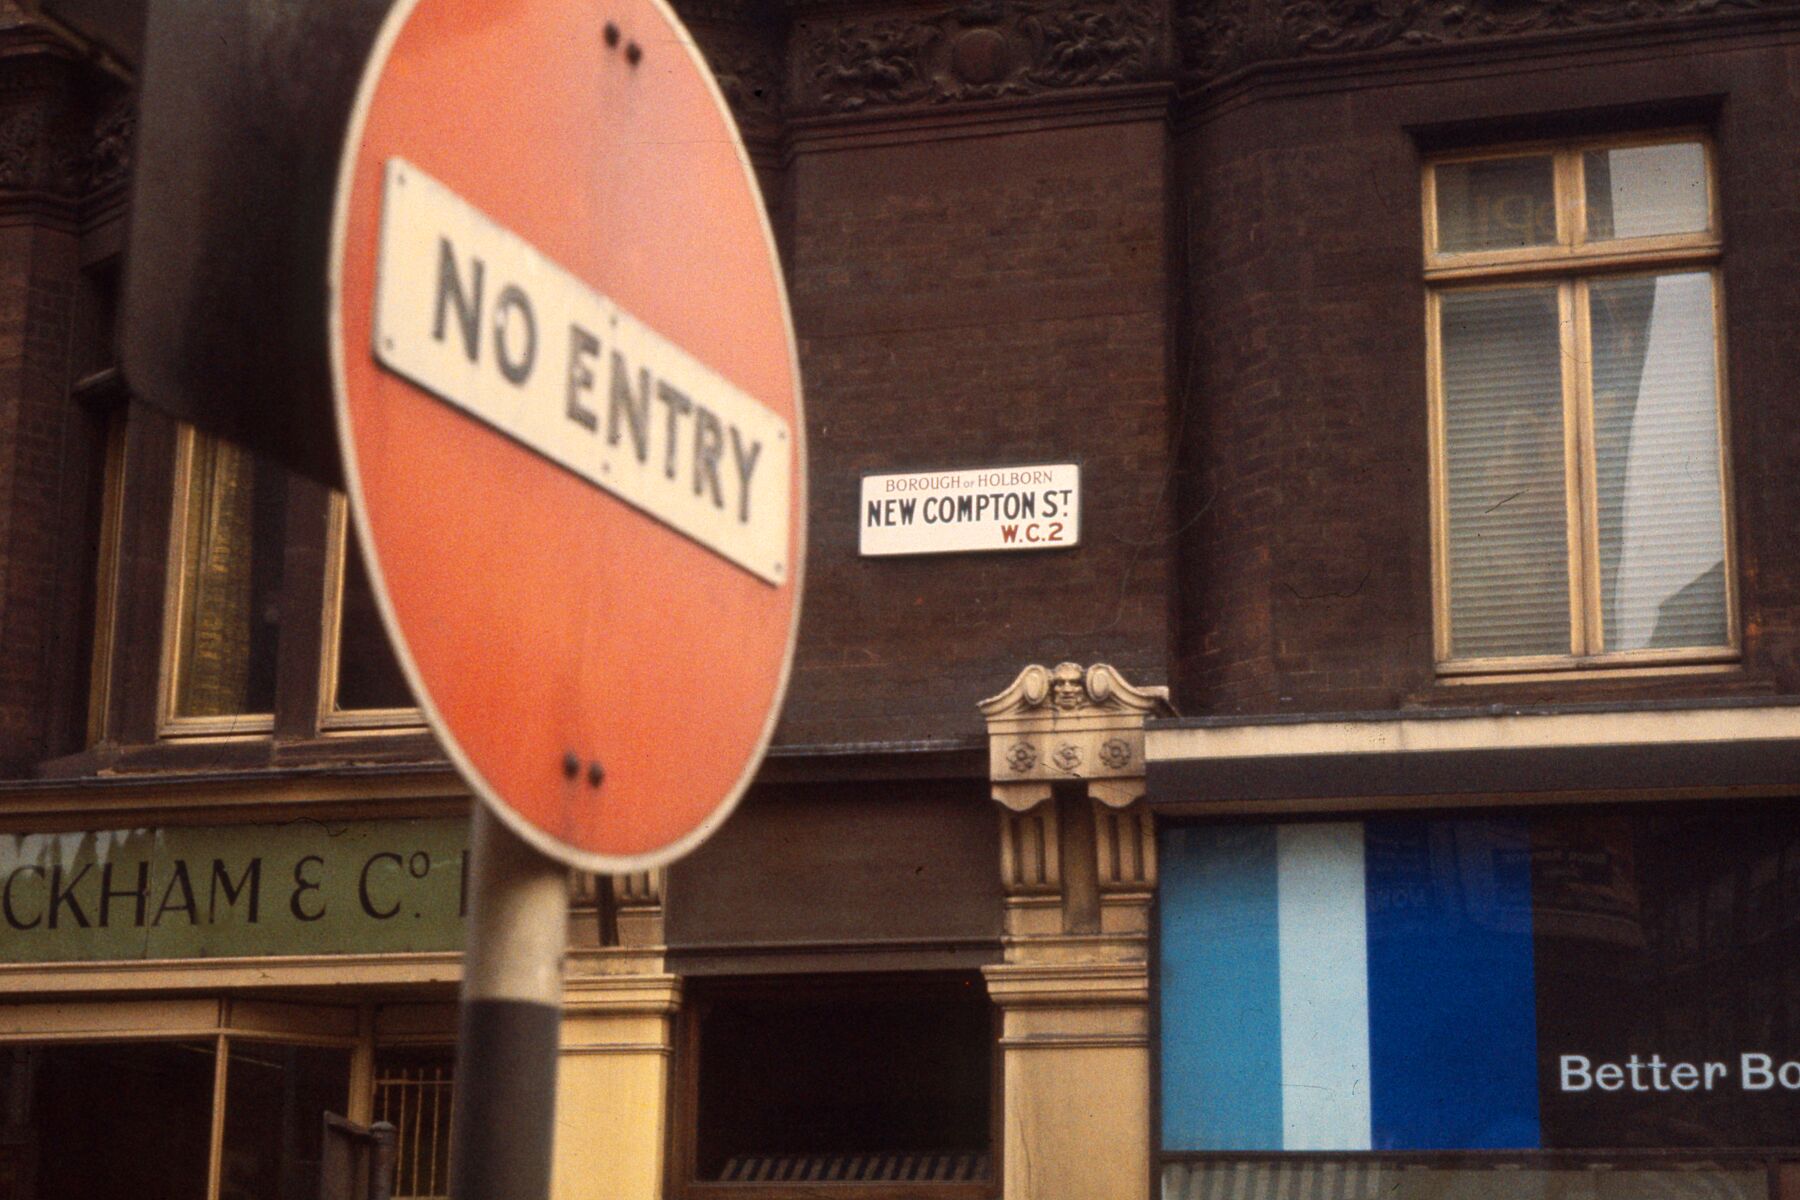 NO ENTRY
BOROUGH OF HOLBORN
NEW COMPTON ST
W.C.2
CKHAM & Co.
Better Bo